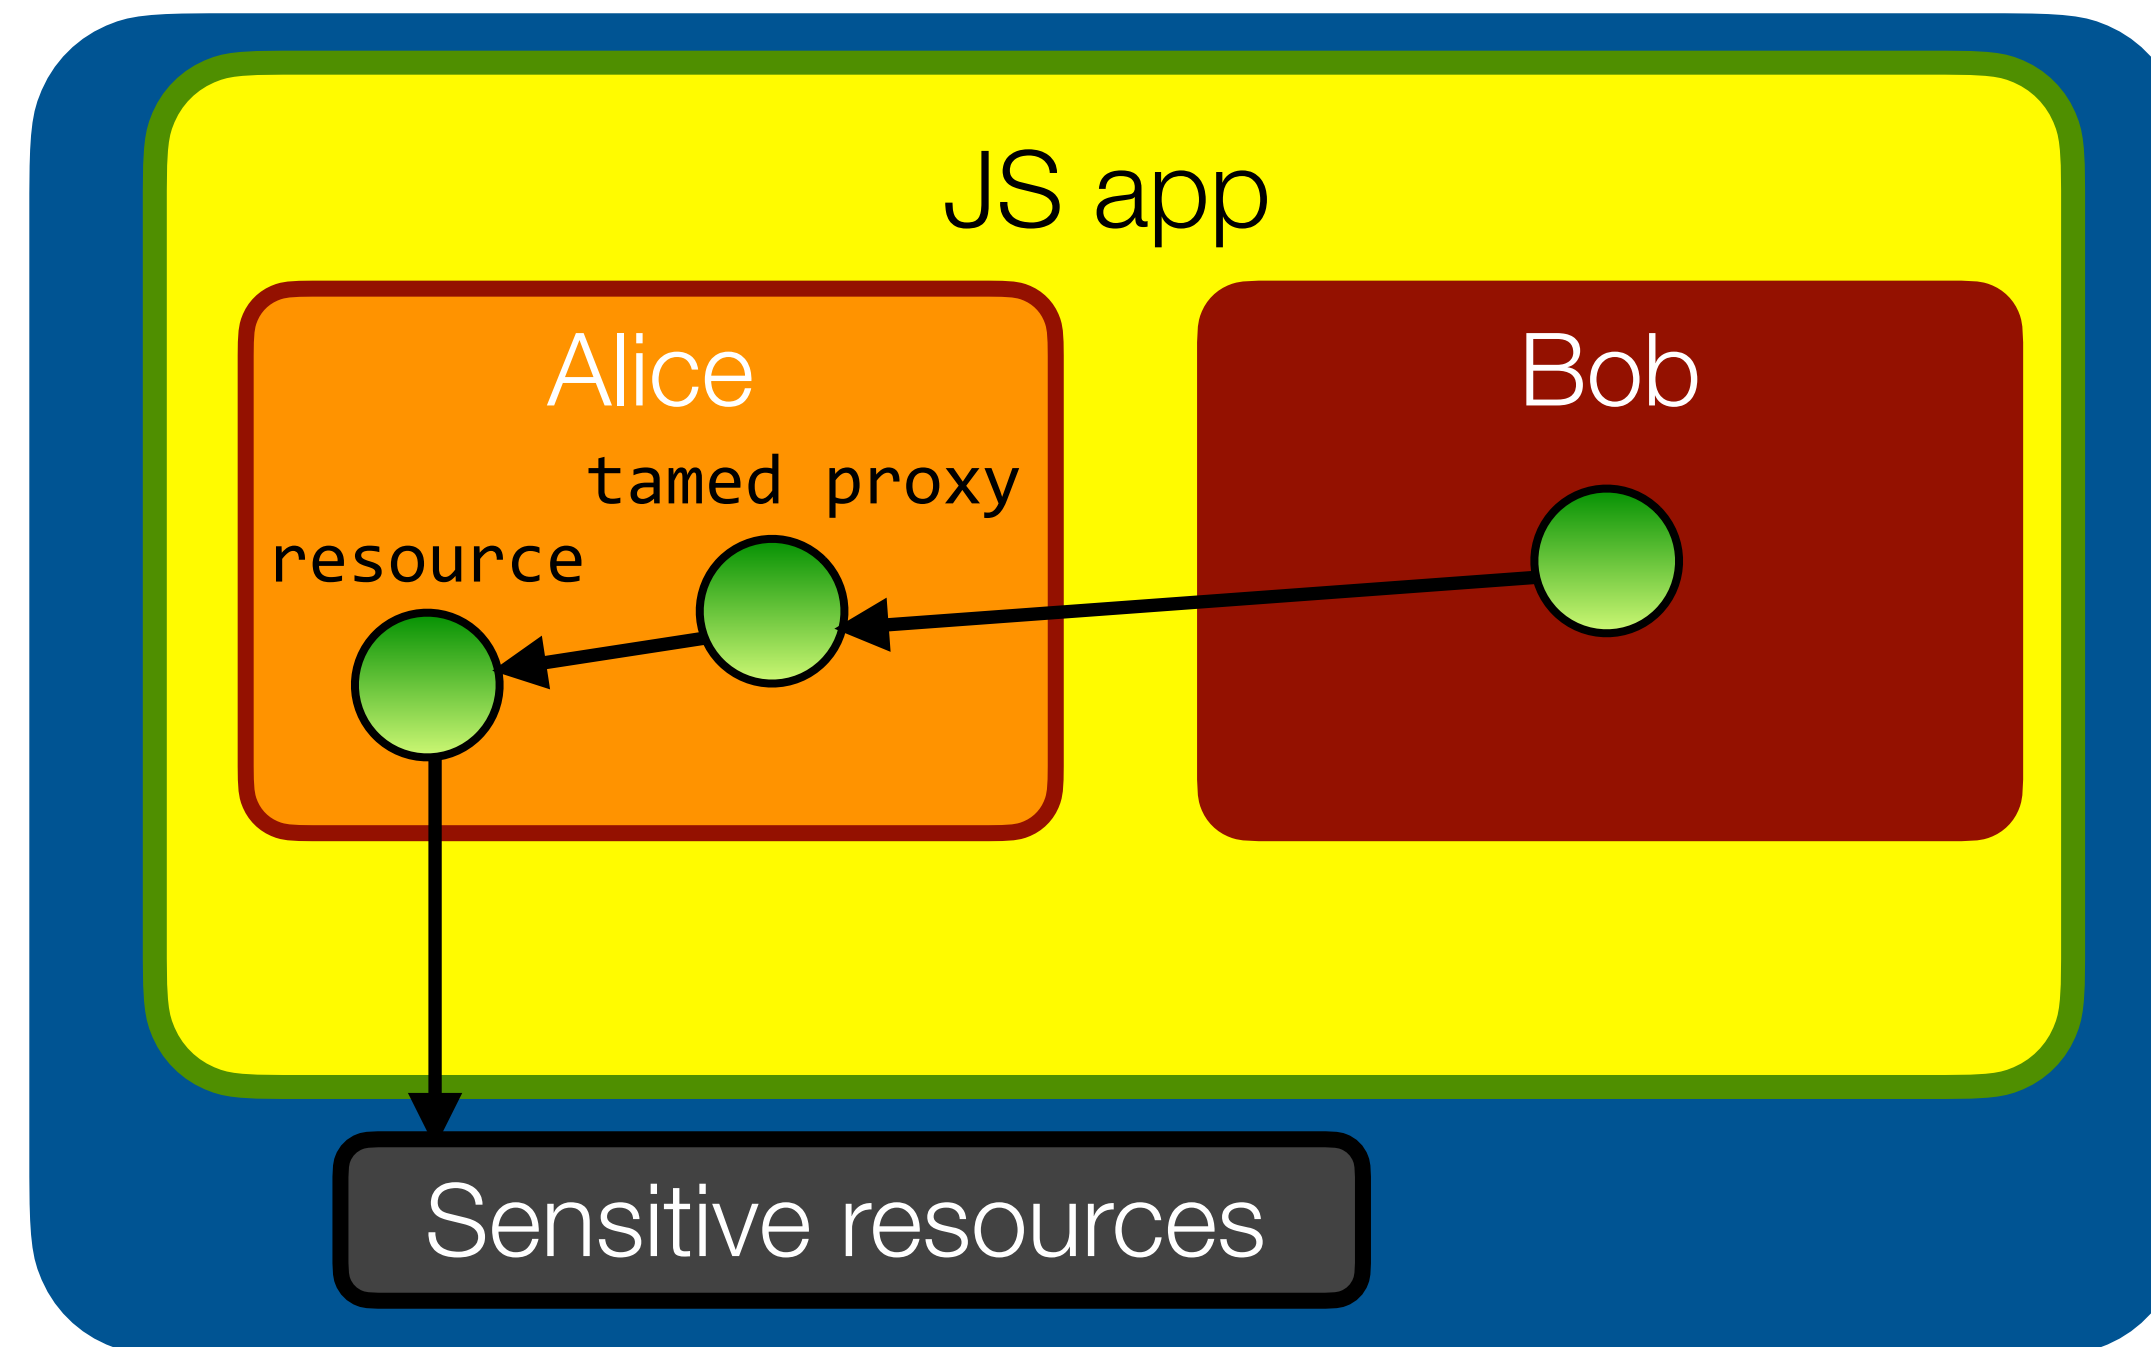 JS app
Alice
Bob
tamed proxy
resource
Sensitive resources